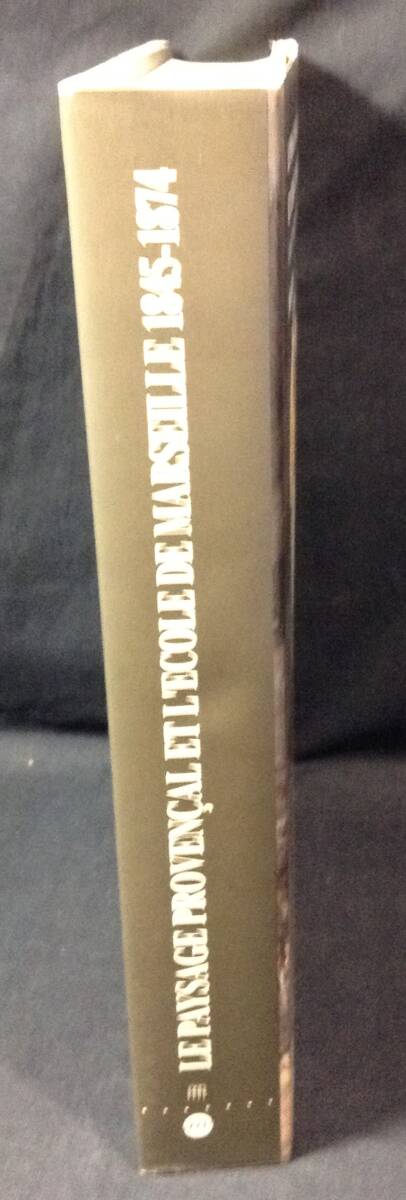 LE PAYSAGE PROVENÇAL ET L'ECOLE DE MARSEILLE 1845-1874